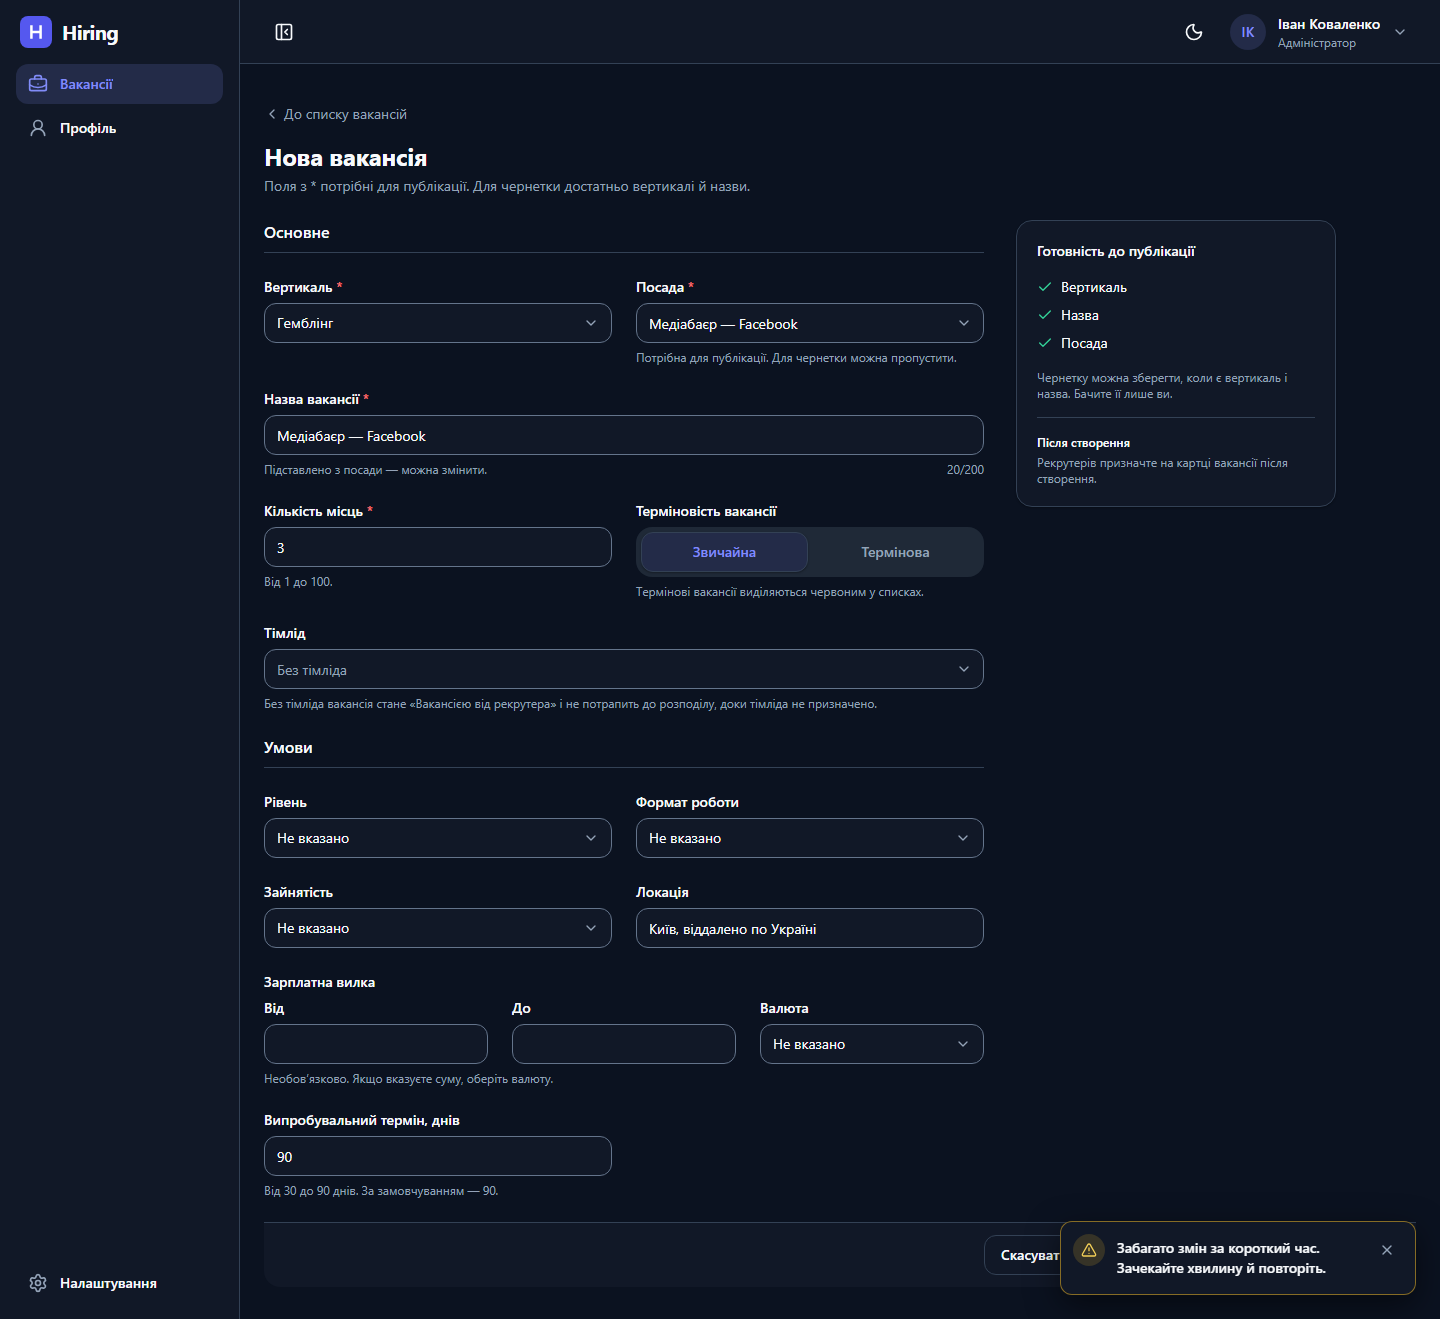 H Hiring
Вакансії
Профіль
Налаштування
ІК
Іван Коваленко
Адміністратор
До списку вакансій
Нова вакансія
Поля з * потрібні для публікації. Для чернетки достатньо вертикалі й назви.
Основне
Вертикаль *
Гемблінг
Посада *
Медіабаєр — Facebook
Потрібна для публікації. Для чернетки можна пропустити.
Назва вакансії *
Медіабаєр — Facebook
Підставлено з посади — можна змінити.
20/200
Кількість місць *
3
Від 1 до 100.
Терміновість вакансії
Звичайна
Термінова
Термінові вакансії виділяються червоним у списках.
Тімлід
Без тімліда
Без тімліда вакансія стане «Вакансією від рекрутера» і не потрапить до розподілу, доки тімліда не призначено.
Умови
Рівень
Не вказано
Формат роботи
Не вказано
Зайнятість
Не вказано
Локація
Київ, віддалено по Україні
Зарплатна вилка
Від
До
Валюта
Не вказано
Необов'язково. Якщо вказуєте суму, оберіть валюту.
Випробувальний термін, днів
90
Від 30 до 90 днів. За замовчуванням — 90.
Готовність до публікації
Вертикаль
Назва
Посада
Чернетку можна зберегти, коли є вертикаль і
назва. Бачите її лише ви.
Після створення
Рекрутерів призначте на картці вакансії після
створення.
Скасуват
Забагато змін за короткий час.
Зачекайте хвилину й повторіть.